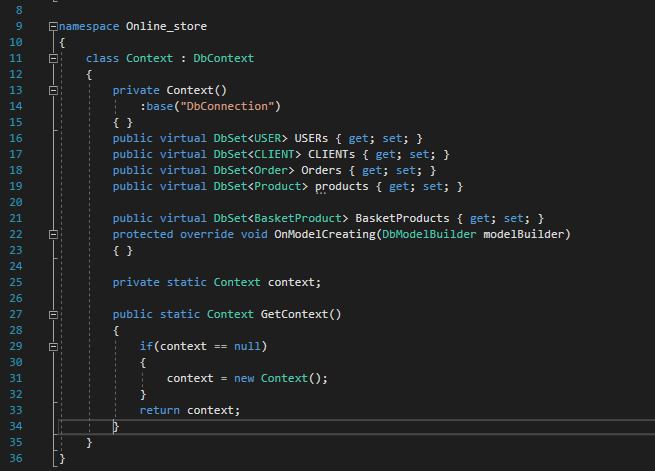 8
9 namespace Online_store
10 {
11 class Context : DbContext
12 {
13 private Context()
14 :base("DbConnection")
15 { }
16 public virtual DbSet<USER> USERs { get; set; }
17 public virtual DbSet<CLIENT> CLIENTs { get; set; }
18 public virtual DbSet<Order> Orders { get; set; }
19 public virtual DbSet<Product> products { get; set; }
20
21 public virtual DbSet<BasketProduct> BasketProducts { get; set; }
22 protected override void OnModelCreating(DbModelBuilder modelBuilder)
23 { }
24
25 private static Context context;
26
27 public static Context GetContext()
28 {
29 if(context == null)
30 {
31 context = new Context();
32 }
33 return context;
34 }
35 }
36 }